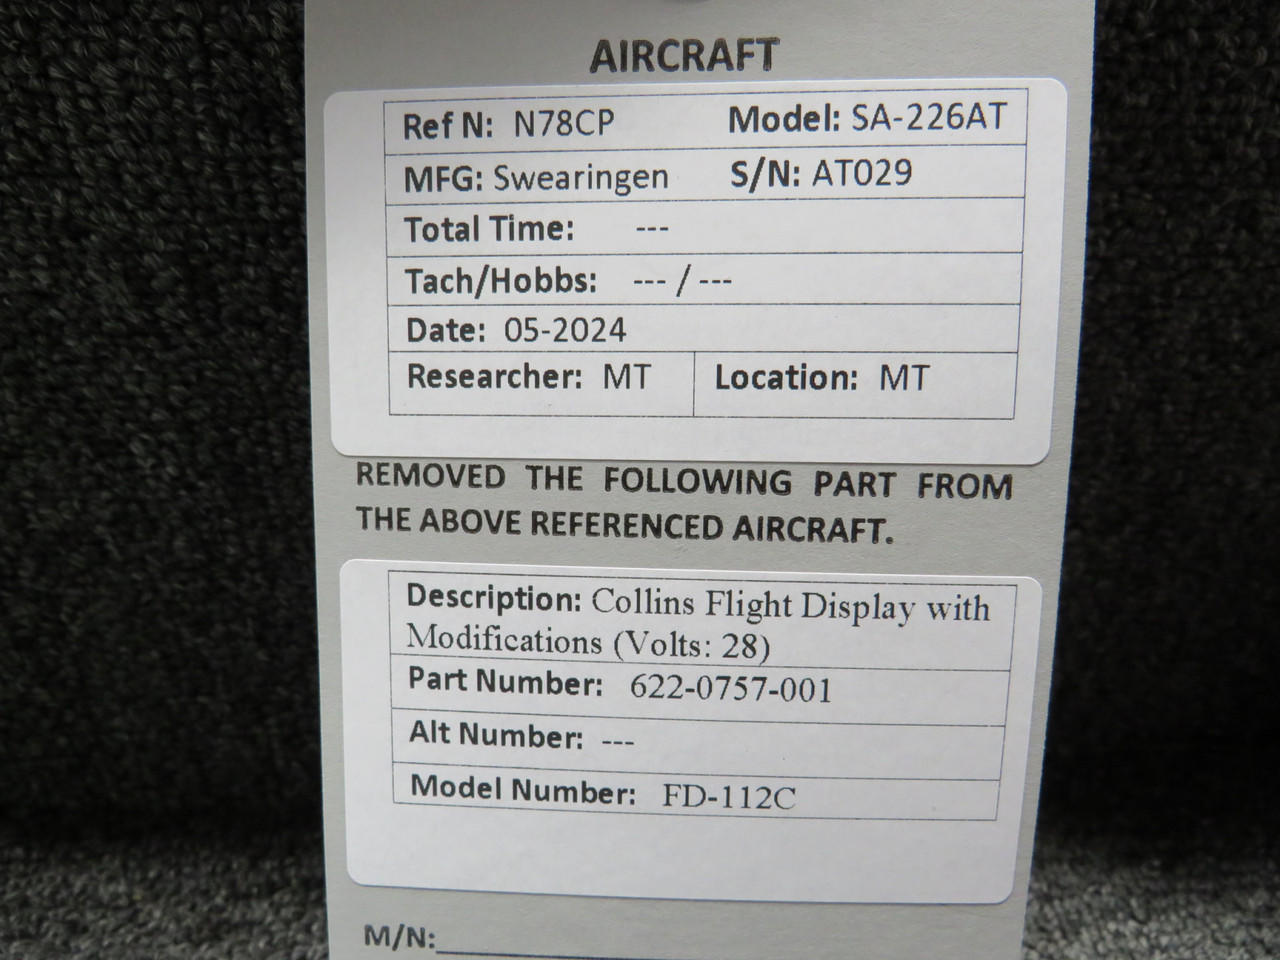 AIRCRAFT
Ref N: N78CP Model: SA-226AT
MFG: Swearingen S/N: AT029
Total Time: ---
Tach/Hobbs: --- / ---
Date: 05-2024
Researcher: MT Location: MT
REMOVED THE FOLLOWING PART FROM
THE ABOVE REFERENCED AIRCRAFT.
Description: Collins Flight Display with
Modifications (Volts: 28)
Part Number: 622-0757-001
Alt Number: ---
Model Number: FD-112C
M/N: